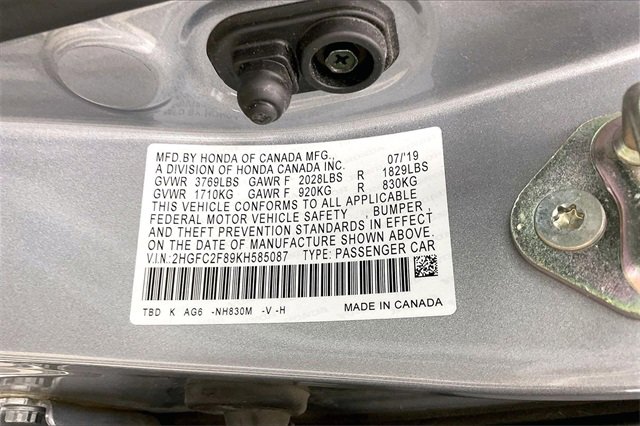 MFD.BY HONDA OF CANADA MFG., 07/'19
A DIVISION OF HONDA CANADA INC.
GVWR 3769LBS GAWR F 2028LBS R 1829LBS
GVWR 1710KG GAWR F 920KG R 830KG
THIS VEHICLE CONFORMS TO ALL APPLICABLE
FEDERAL MOTOR VEHICLE SAFETY , BUMPER ,
AND THEFT PREVENTION STANDARDS IN EFFECT
ON THE DATE OF MANUFACTURE SHOWN ABOVE.
V.I.N.: 2HGFC2F89KH585087 TYPE: PASSENGER CAR
TBD K AG6 -NH830M -V -H MADE IN CANADA